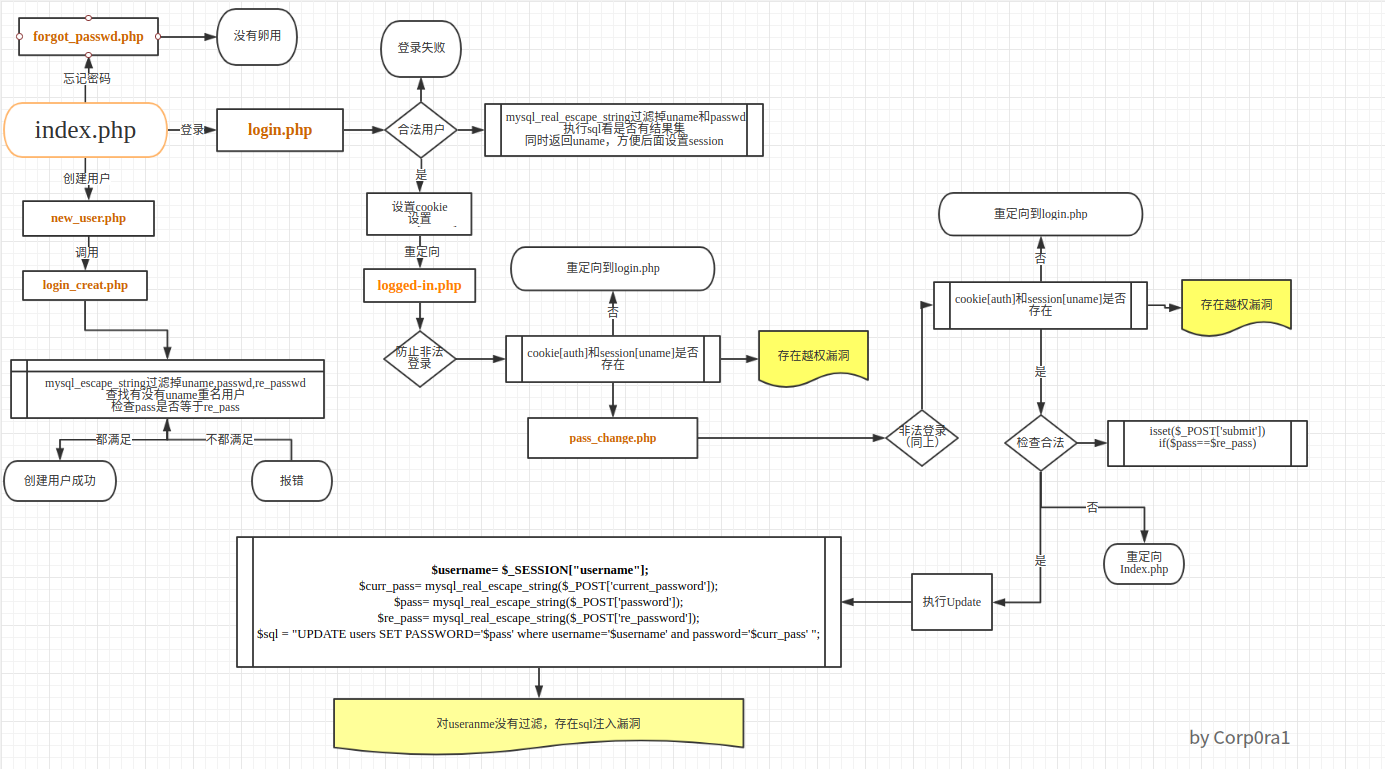 forgot_passwd.php
没有卵用
忘记密码
index.php
登录
login.php
登录失败
合法用户
mysql_real_escape_string过滤掉uname和passwd
执行sql看是否有结果集
同时返回uname，方便后面设置session
创建用户
new_user.php
调用
login_creat.php
mysql_escape_string过滤掉uname,passwd,re_passwd
查找有没有uname重名用户
检查pass是否等于re_pass
都满足
不都满足
创建用户成功
报错
是
设置cookie
设置
重定向
logged-in.php
防止非法
登录
重定向到login.php
否
cookie[auth]和session[uname]是否
存在
存在越权漏洞
pass_change.php
非法登录
（同上）
重定向到login.php
否
cookie[auth]和session[uname]是否
存在
存在越权漏洞
是
检查合法
isset($_POST['submit'])
if($pass==$re_pass)
否
重定向
Index.php
是
执行Update
$username= $_SESSION["username"];
$curr_pass= mysql_real_escape_string($_POST['current_password']);
$pass= mysql_real_escape_string($_POST['password']);
$re_pass= mysql_real_escape_string($_POST['re_password']);
$sql = "UPDATE users SET PASSWORD='$pass' where username='$username' and password='$curr_pass' ";
对useranme没有过滤，存在sql注入漏洞
by Corp0ra1